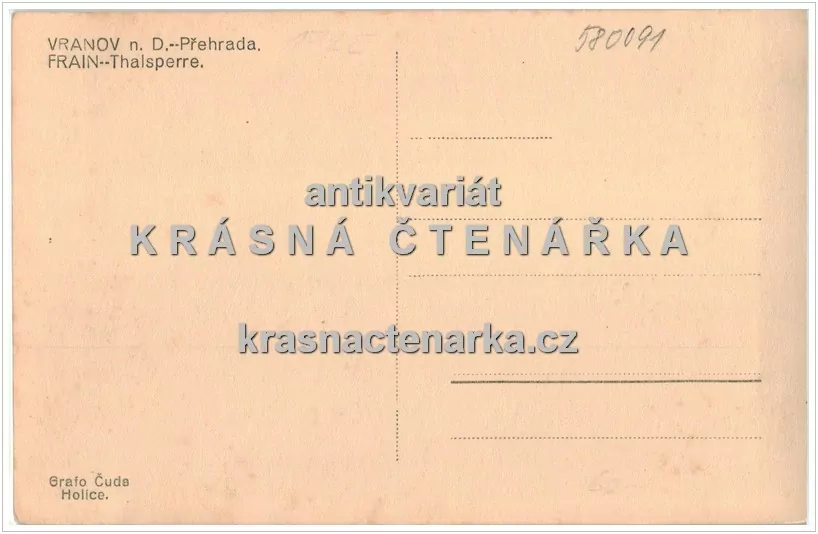 VRANOV n. D.--Přehrada.
FRAIN--Thalsperre.
580091
antikvariát
KRÁSNÁ ČTENÁŘKA
krasnactenarka.cz
Grafo Čuda
Holice.